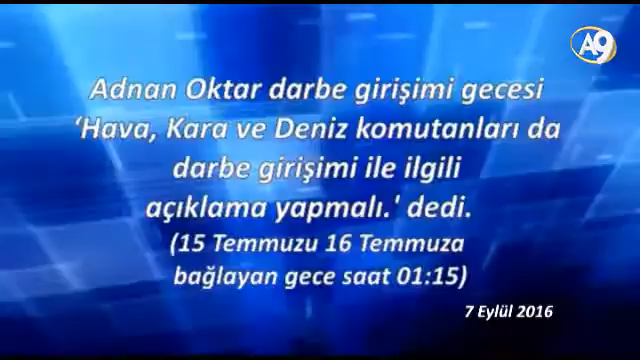 A9
Adnan Oktar darbe girişimi gecesi
‘Hava, Kara ve Deniz komutanları da
darbe girişimi ile ilgili
açıklama yapmalı.' dedi.
(15 Temmuzu 16 Temmuza
bağlayan gece saat 01:15)
7 Eylül 2016